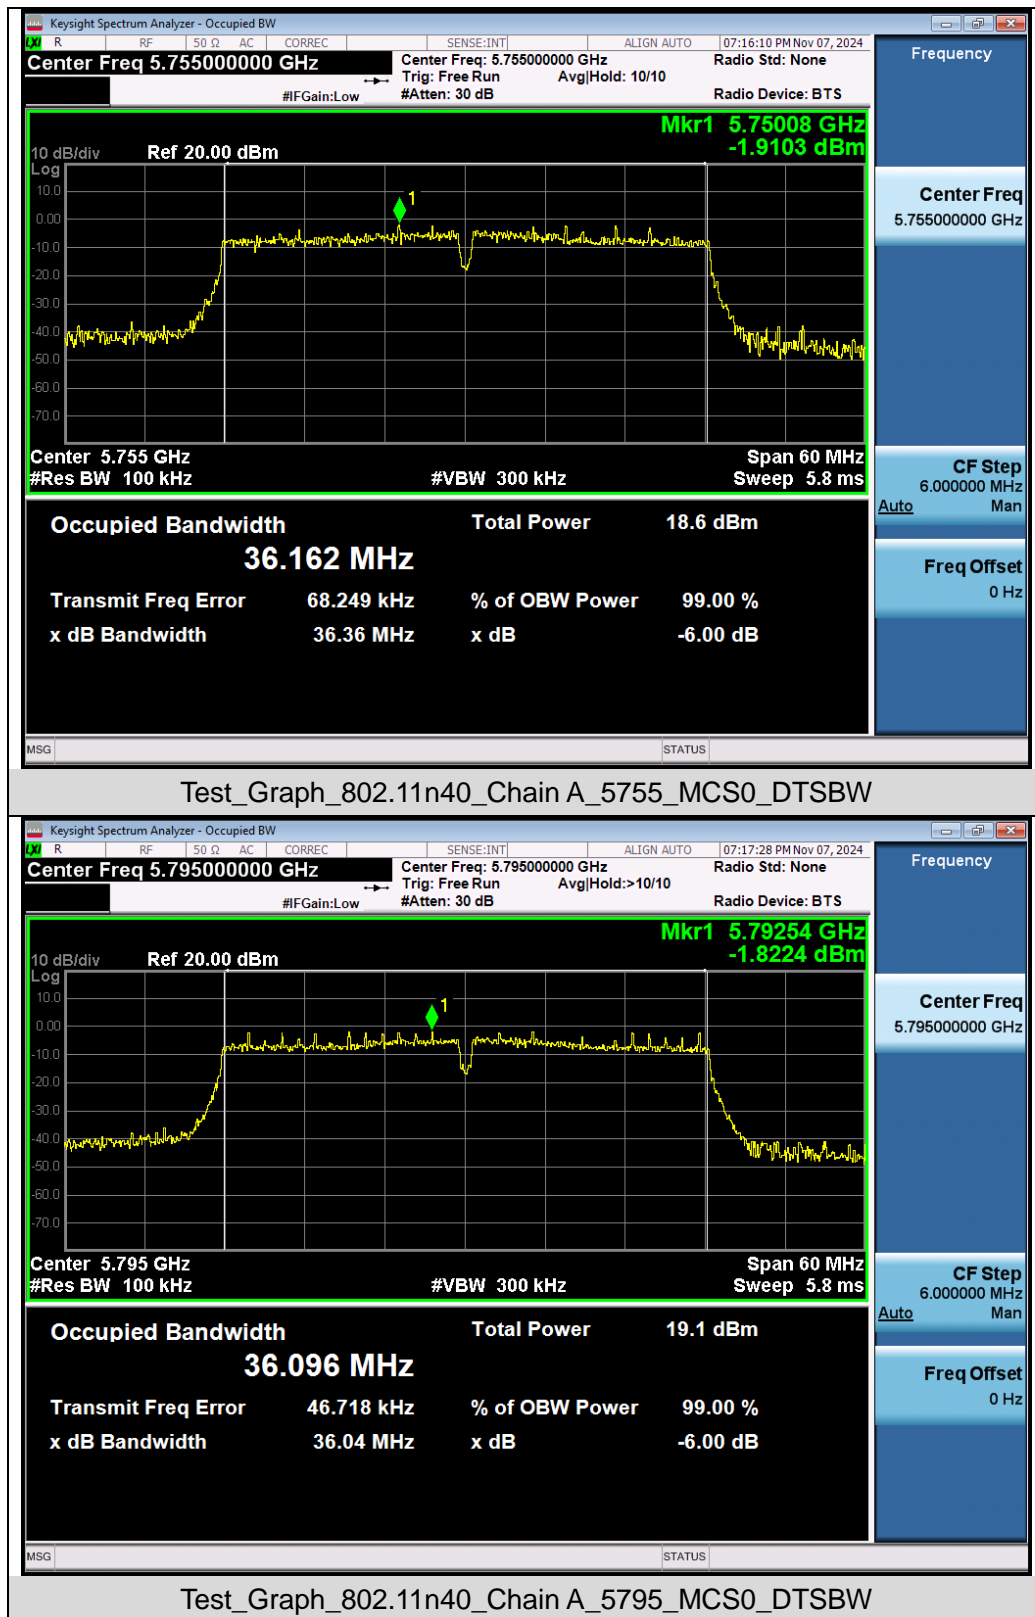 Keysight Spectrum Analyzer - Occupied BW
LXI R RF 50 Ω AC CORREC SENSE:INT ALIGN AUTO 07:16:10 PM Nov 07, 2024
Center Freq 5.755000000 GHz
Center Freq: 5.755000000 GHz
Radio Std: None
Trig: Free Run Avg|Hold: 10/10
#IFGain:Low
#Atten: 30 dB
Radio Device: BTS
Mkr1 5.75008 GHz
-1.9103 dBm
10 dB/div Ref 20.00 dBm
Log
10.0
1
0.00
-10.0
-20.0
-30.0
-40.0
-50.0
-60.0
-70.0
Center 5.755 GHz Span 60 MHz
#Res BW 100 kHz #VBW 300 kHz Sweep 5.8 ms
Occupied Bandwidth Total Power 18.6 dBm
36.162 MHz
Transmit Freq Error 68.249 kHz % of OBW Power 99.00 %
x dB Bandwidth 36.36 MHz x dB -6.00 dB
MSG STATUS
Frequency
Center Freq
5.755000000 GHz
CF Step
6.000000 MHz
Auto Man
Freq Offset
0 Hz
Test_Graph_802.11n40_Chain A_5755_MCS0_DTSBW
Keysight Spectrum Analyzer - Occupied BW
LXI R RF 50 Ω AC CORREC SENSE:INT ALIGN AUTO 07:17:28 PM Nov 07, 2024
Center Freq 5.795000000 GHz
Center Freq: 5.795000000 GHz
Radio Std: None
Trig: Free Run Avg|Hold:>10/10
#IFGain:Low
#Atten: 30 dB
Radio Device: BTS
Mkr1 5.79254 GHz
-1.8224 dBm
10 dB/div Ref 20.00 dBm
Log
10.0
1
0.00
-10.0
-20.0
-30.0
-40.0
-50.0
-60.0
-70.0
Center 5.795 GHz Span 60 MHz
#Res BW 100 kHz #VBW 300 kHz Sweep 5.8 ms
Occupied Bandwidth Total Power 19.1 dBm
36.096 MHz
Transmit Freq Error 46.718 kHz % of OBW Power 99.00 %
x dB Bandwidth 36.04 MHz x dB -6.00 dB
MSG STATUS
Frequency
Center Freq
5.795000000 GHz
CF Step
6.000000 MHz
Auto Man
Freq Offset
0 Hz
Test_Graph_802.11n40_Chain A_5795_MCS0_DTSBW